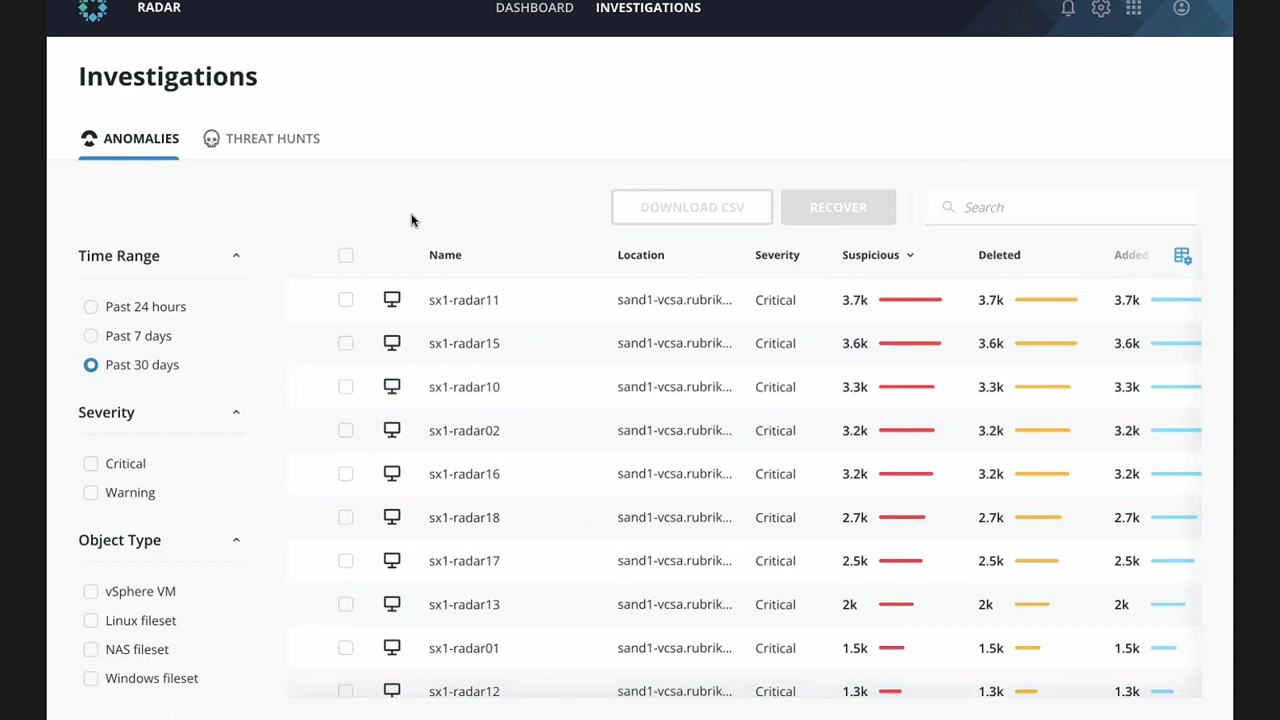 RADAR DASHBOARD INVESTIGATIONS
Investigations
ANOMALIES THREAT HUNTS
DOWNLOAD CSV RECOVER Search
Time Range
Past 24 hours
Past 7 days
Past 30 days
Severity
Critical
Warning
Object Type
vSphere VM
Linux fileset
NAS fileset
Windows fileset
Name Location Severity Suspicious Deleted Added
sx1-radar11 sand1-vcsa.rubrik... Critical 3.7k 3.7k 3.7k
sx1-radar15 sand1-vcsa.rubrik... Critical 3.6k 3.6k 3.6k
sx1-radar10 sand1-vcsa.rubrik... Critical 3.3k 3.3k 3.3k
sx1-radar02 sand1-vcsa.rubrik... Critical 3.2k 3.2k 3.2k
sx1-radar16 sand1-vcsa.rubrik... Critical 3.2k 3.2k 3.2k
sx1-radar18 sand1-vcsa.rubrik... Critical 2.7k 2.7k 2.7k
sx1-radar17 sand1-vcsa.rubrik... Critical 2.5k 2.5k 2.5k
sx1-radar13 sand1-vcsa.rubrik... Critical 2k 2k 2k
sx1-radar01 sand1-vcsa.rubrik... Critical 1.5k 1.5k 1.5k
sx1-radar12 sand1-vcsa.rubrik... Critical 1.3k 1.3k 1.3k